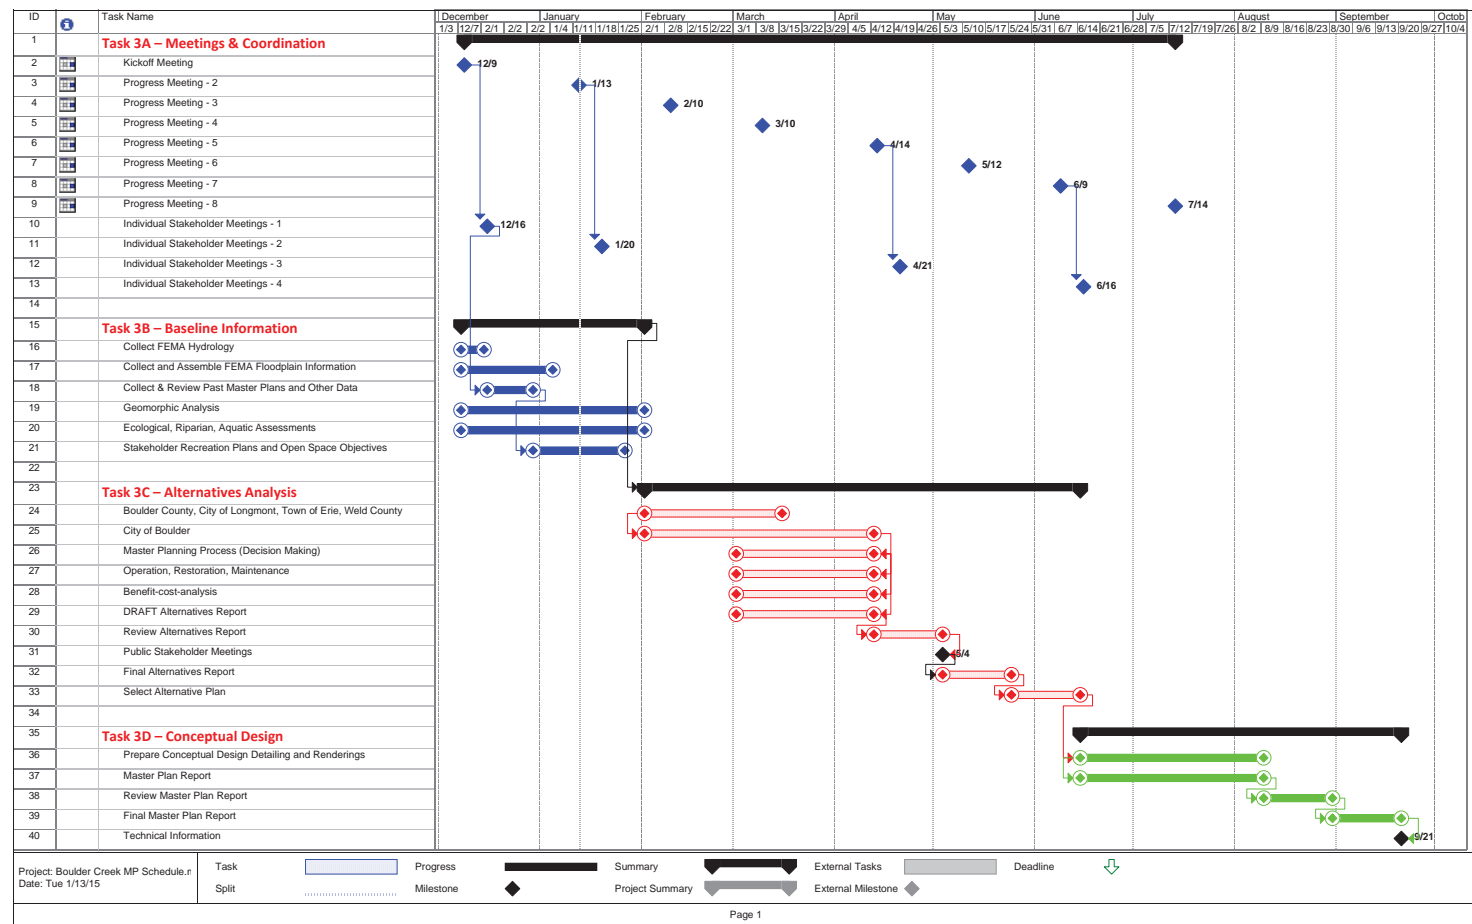 ID Task Name December January February March April May June July August September Octob
1/3 12/7 2/1 2/2 2/2 1/4 1/11 1/18 1/25 2/1 2/8 2/15 2/22 3/1 3/8 3/15 3/22 3/29 4/5 4/12 4/19 4/26 5/3 5/10 5/17 5/24 5/31 6/7 6/14 6/21 6/28 7/5 7/12 7/19 7/26 8/2 8/9 8/16 8/23 8/30 9/6 9/13 9/20 9/27 10/4
1 Task 3A – Meetings & Coordination
2 Kickoff Meeting 12/9
3 Progress Meeting - 2 1/13
4 Progress Meeting - 3 2/10
5 Progress Meeting - 4 3/10
6 Progress Meeting - 5 4/14
7 Progress Meeting - 6 5/12
8 Progress Meeting - 7 6/9
9 Progress Meeting - 8 7/14
10 Individual Stakeholder Meetings - 1 12/16
11 Individual Stakeholder Meetings - 2 1/20
12 Individual Stakeholder Meetings - 3 4/21
13 Individual Stakeholder Meetings - 4 6/16
14
15 Task 3B – Baseline Information
16 Collect FEMA Hydrology
17 Collect and Assemble FEMA Floodplain Information
18 Collect & Review Past Master Plans and Other Data
19 Geomorphic Analysis
20 Ecological, Riparian, Aquatic Assessments
21 Stakeholder Recreation Plans and Open Space Objectives
22
23 Task 3C – Alternatives Analysis
24 Boulder County, City of Longmont, Town of Erie, Weld County
25 City of Boulder
26 Master Planning Process (Decision Making)
27 Operation, Restoration, Maintenance
28 Benefit-cost-analysis
29 DRAFT Alternatives Report
30 Review Alternatives Report
31 Public Stakeholder Meetings 5/4
32 Final Alternatives Report
33 Select Alternative Plan
34
35 Task 3D – Conceptual Design
36 Prepare Conceptual Design Detailing and Renderings
37 Master Plan Report
38 Review Master Plan Report
39 Final Master Plan Report
40 Technical Information 9/21
Project: Boulder Creek MP Schedule.r
Date: Tue 1/13/15
Task Progress Summary External Tasks Deadline
Split Milestone Project Summary External Milestone
Page 1